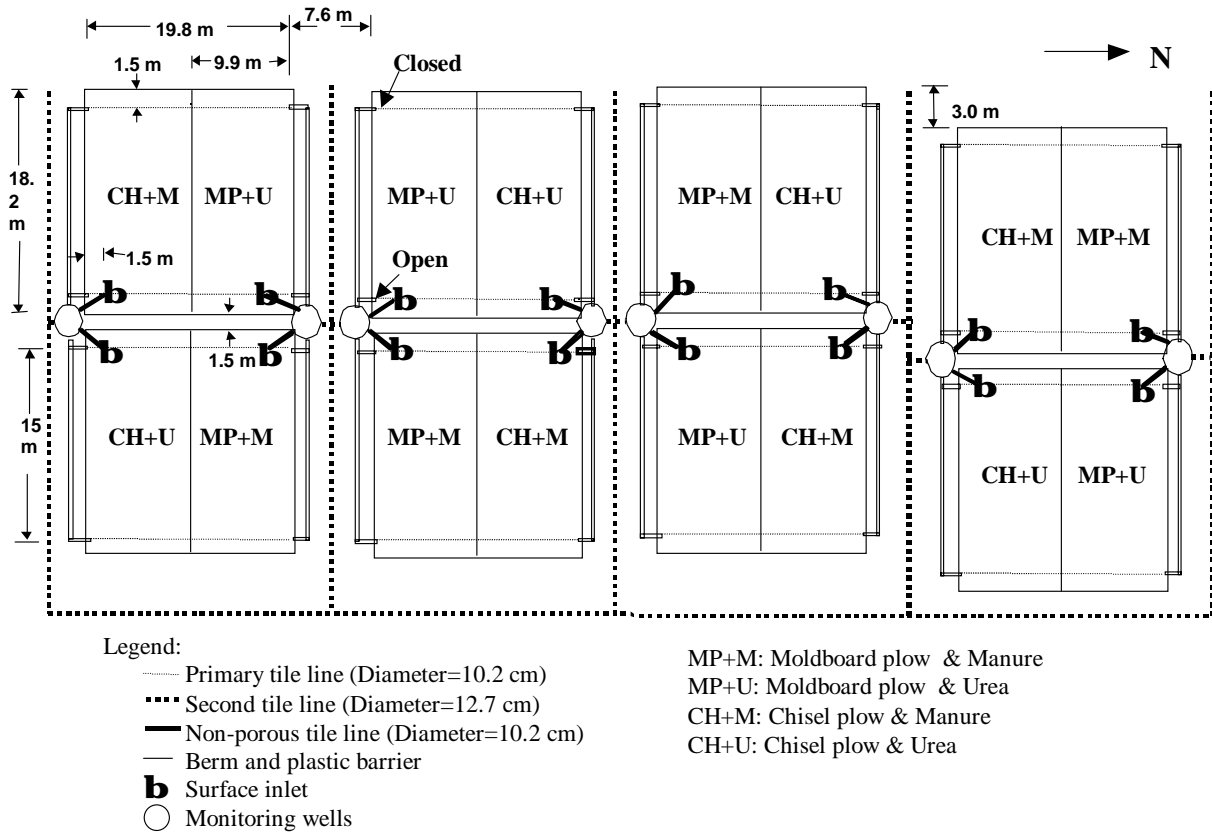 19.8 m
7.6 m
1.5 m
9.9 m
Closed
N
3.0 m
18.
2
m
CH+M MP+U MP+U CH+U MP+M CH+U
CH+M MP+M
1.5 m
Open
b b b b b b
b b b b b b
b b
b b
1.5 m
15
m
CH+U MP+M MP+M CH+M MP+U CH+M
CH+U MP+U
Legend:
Primary tile line (Diameter=10.2 cm)
Second tile line (Diameter=12.7 cm)
Non-porous tile line (Diameter=10.2 cm)
Berm and plastic barrier
b Surface inlet
Monitoring wells
MP+M: Moldboard plow & Manure
MP+U: Moldboard plow & Urea
CH+M: Chisel plow & Manure
CH+U: Chisel plow & Urea